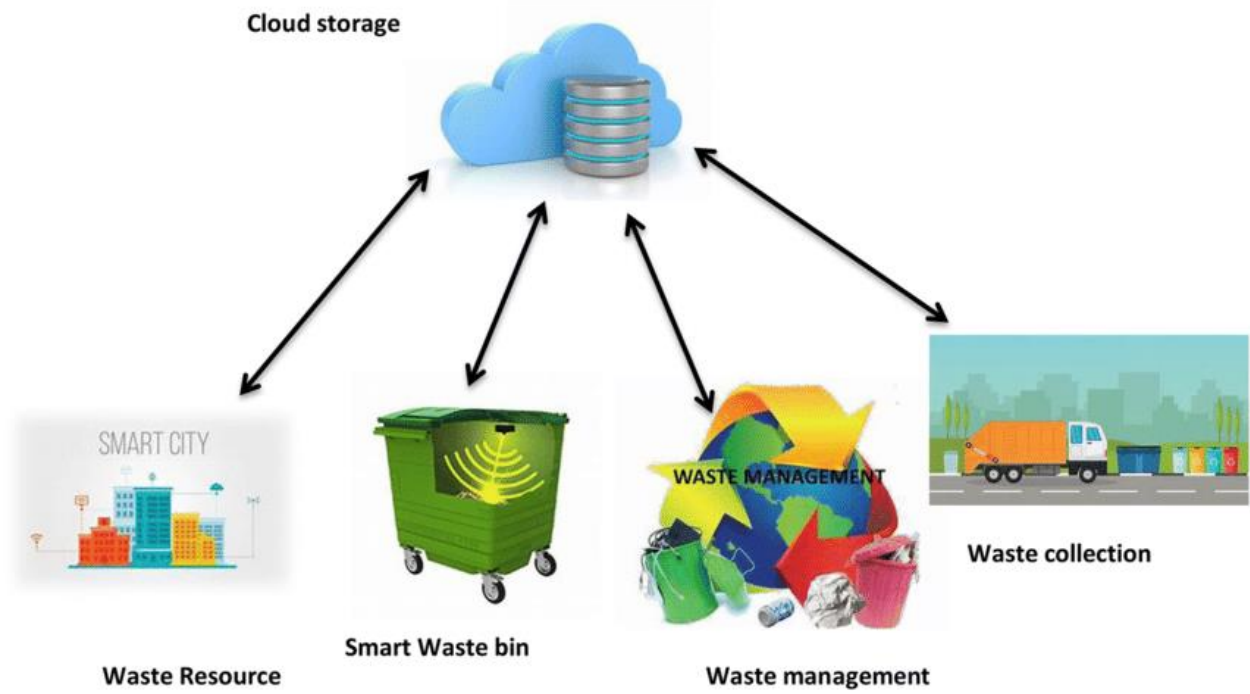 Cloud storage
SMART CITY
WASTE MANAGEMENT
Waste collection
Smart Waste bin
Waste Resource
Waste management